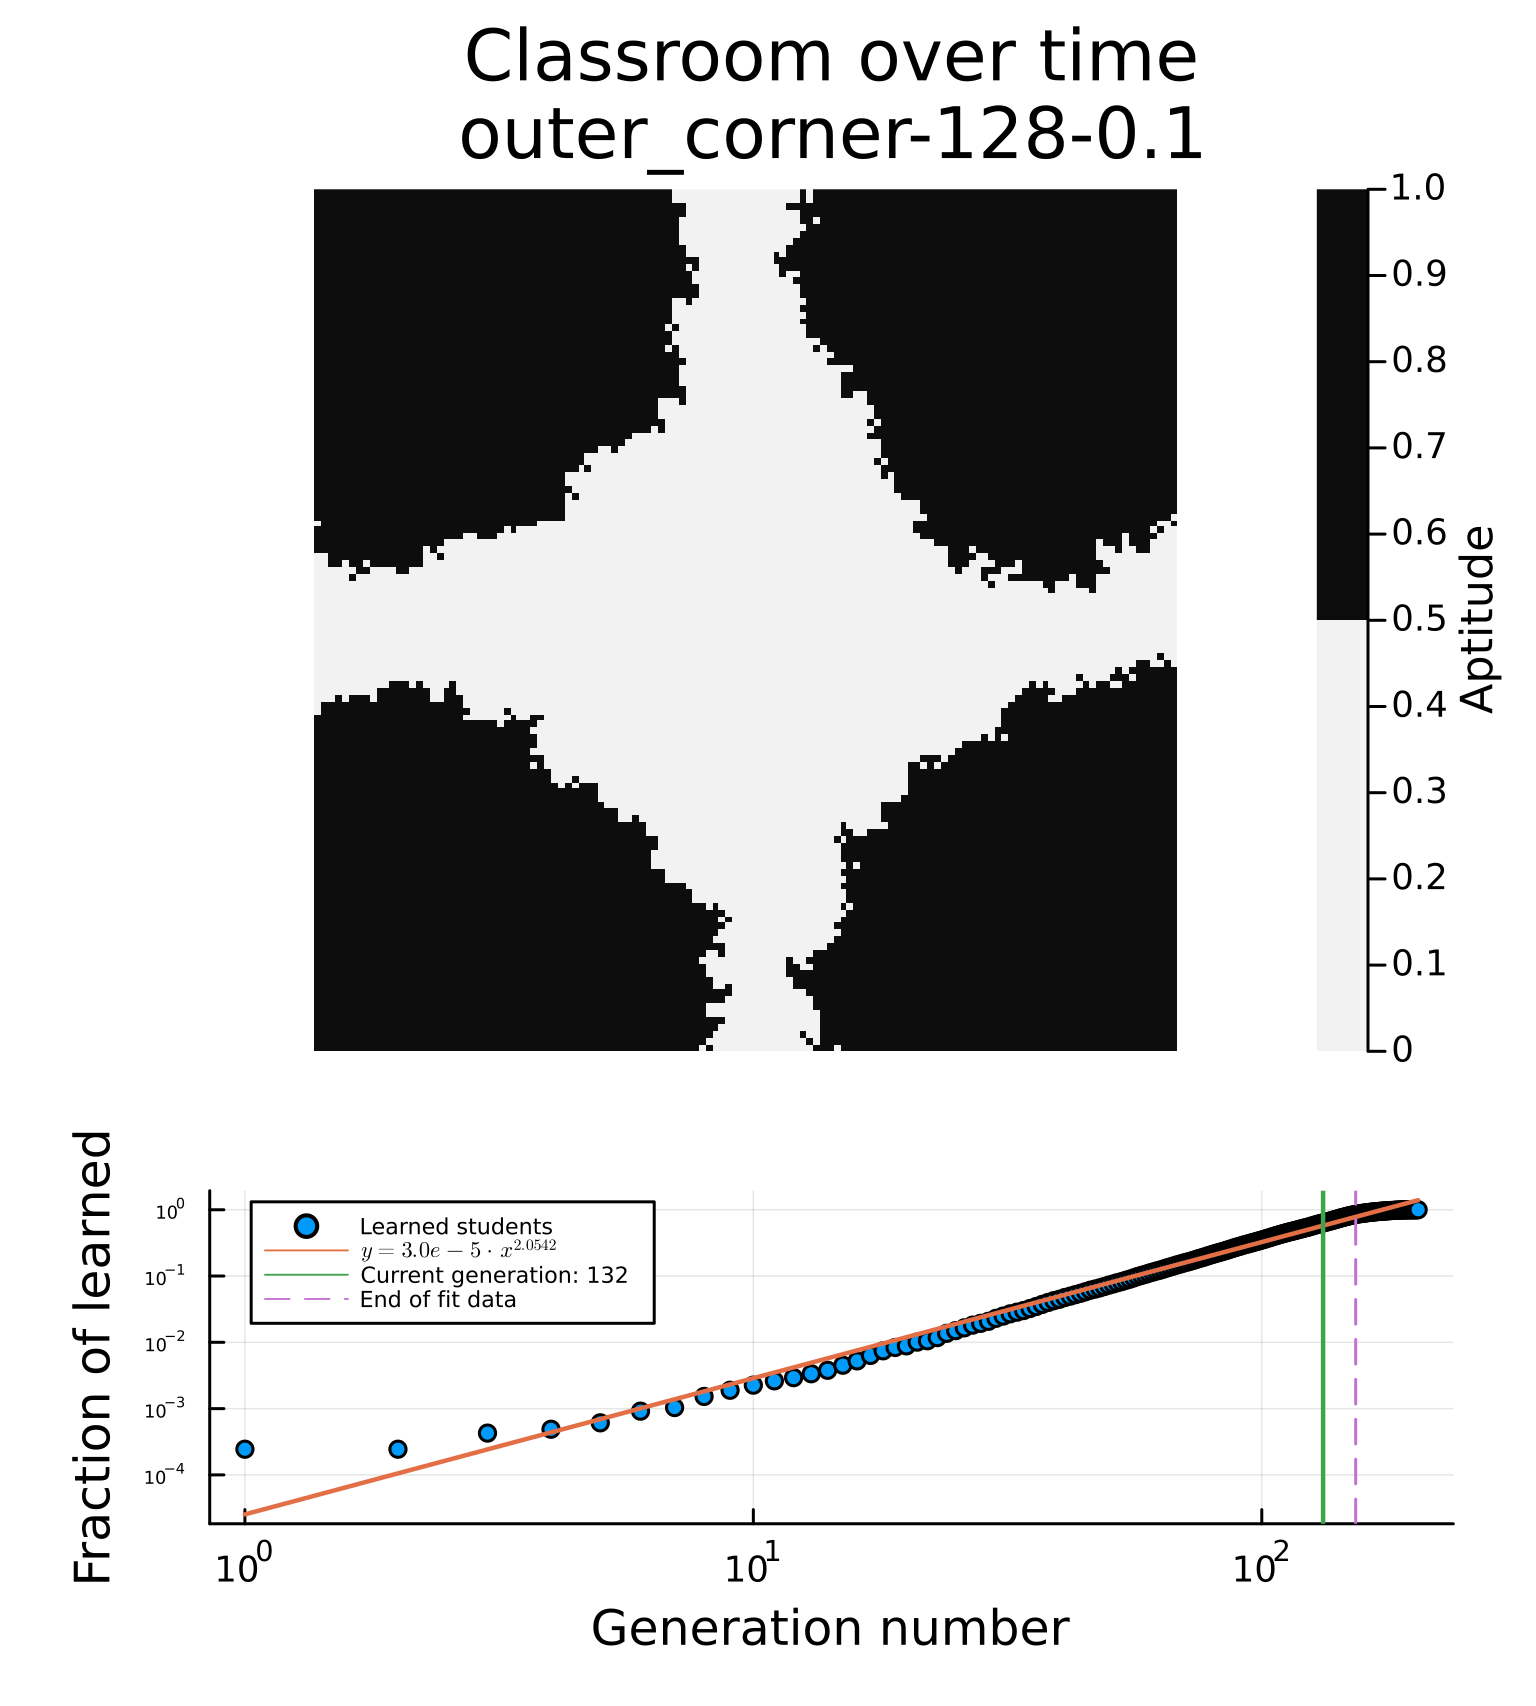 Classroom over time
outer_corner-128-0.1
1.0
0.9
0.8
0.7
0.6
0.5
0.4
0.3
0.2
0.1
0
Aptitude
Fraction of learned
10⁰
10⁻¹
10⁻²
10⁻³
10⁻⁴
Learned students
y = 3.0e − 5 · x^2.0542
Current generation: 132
End of fit data
10⁰ 10¹ 10²
Generation number